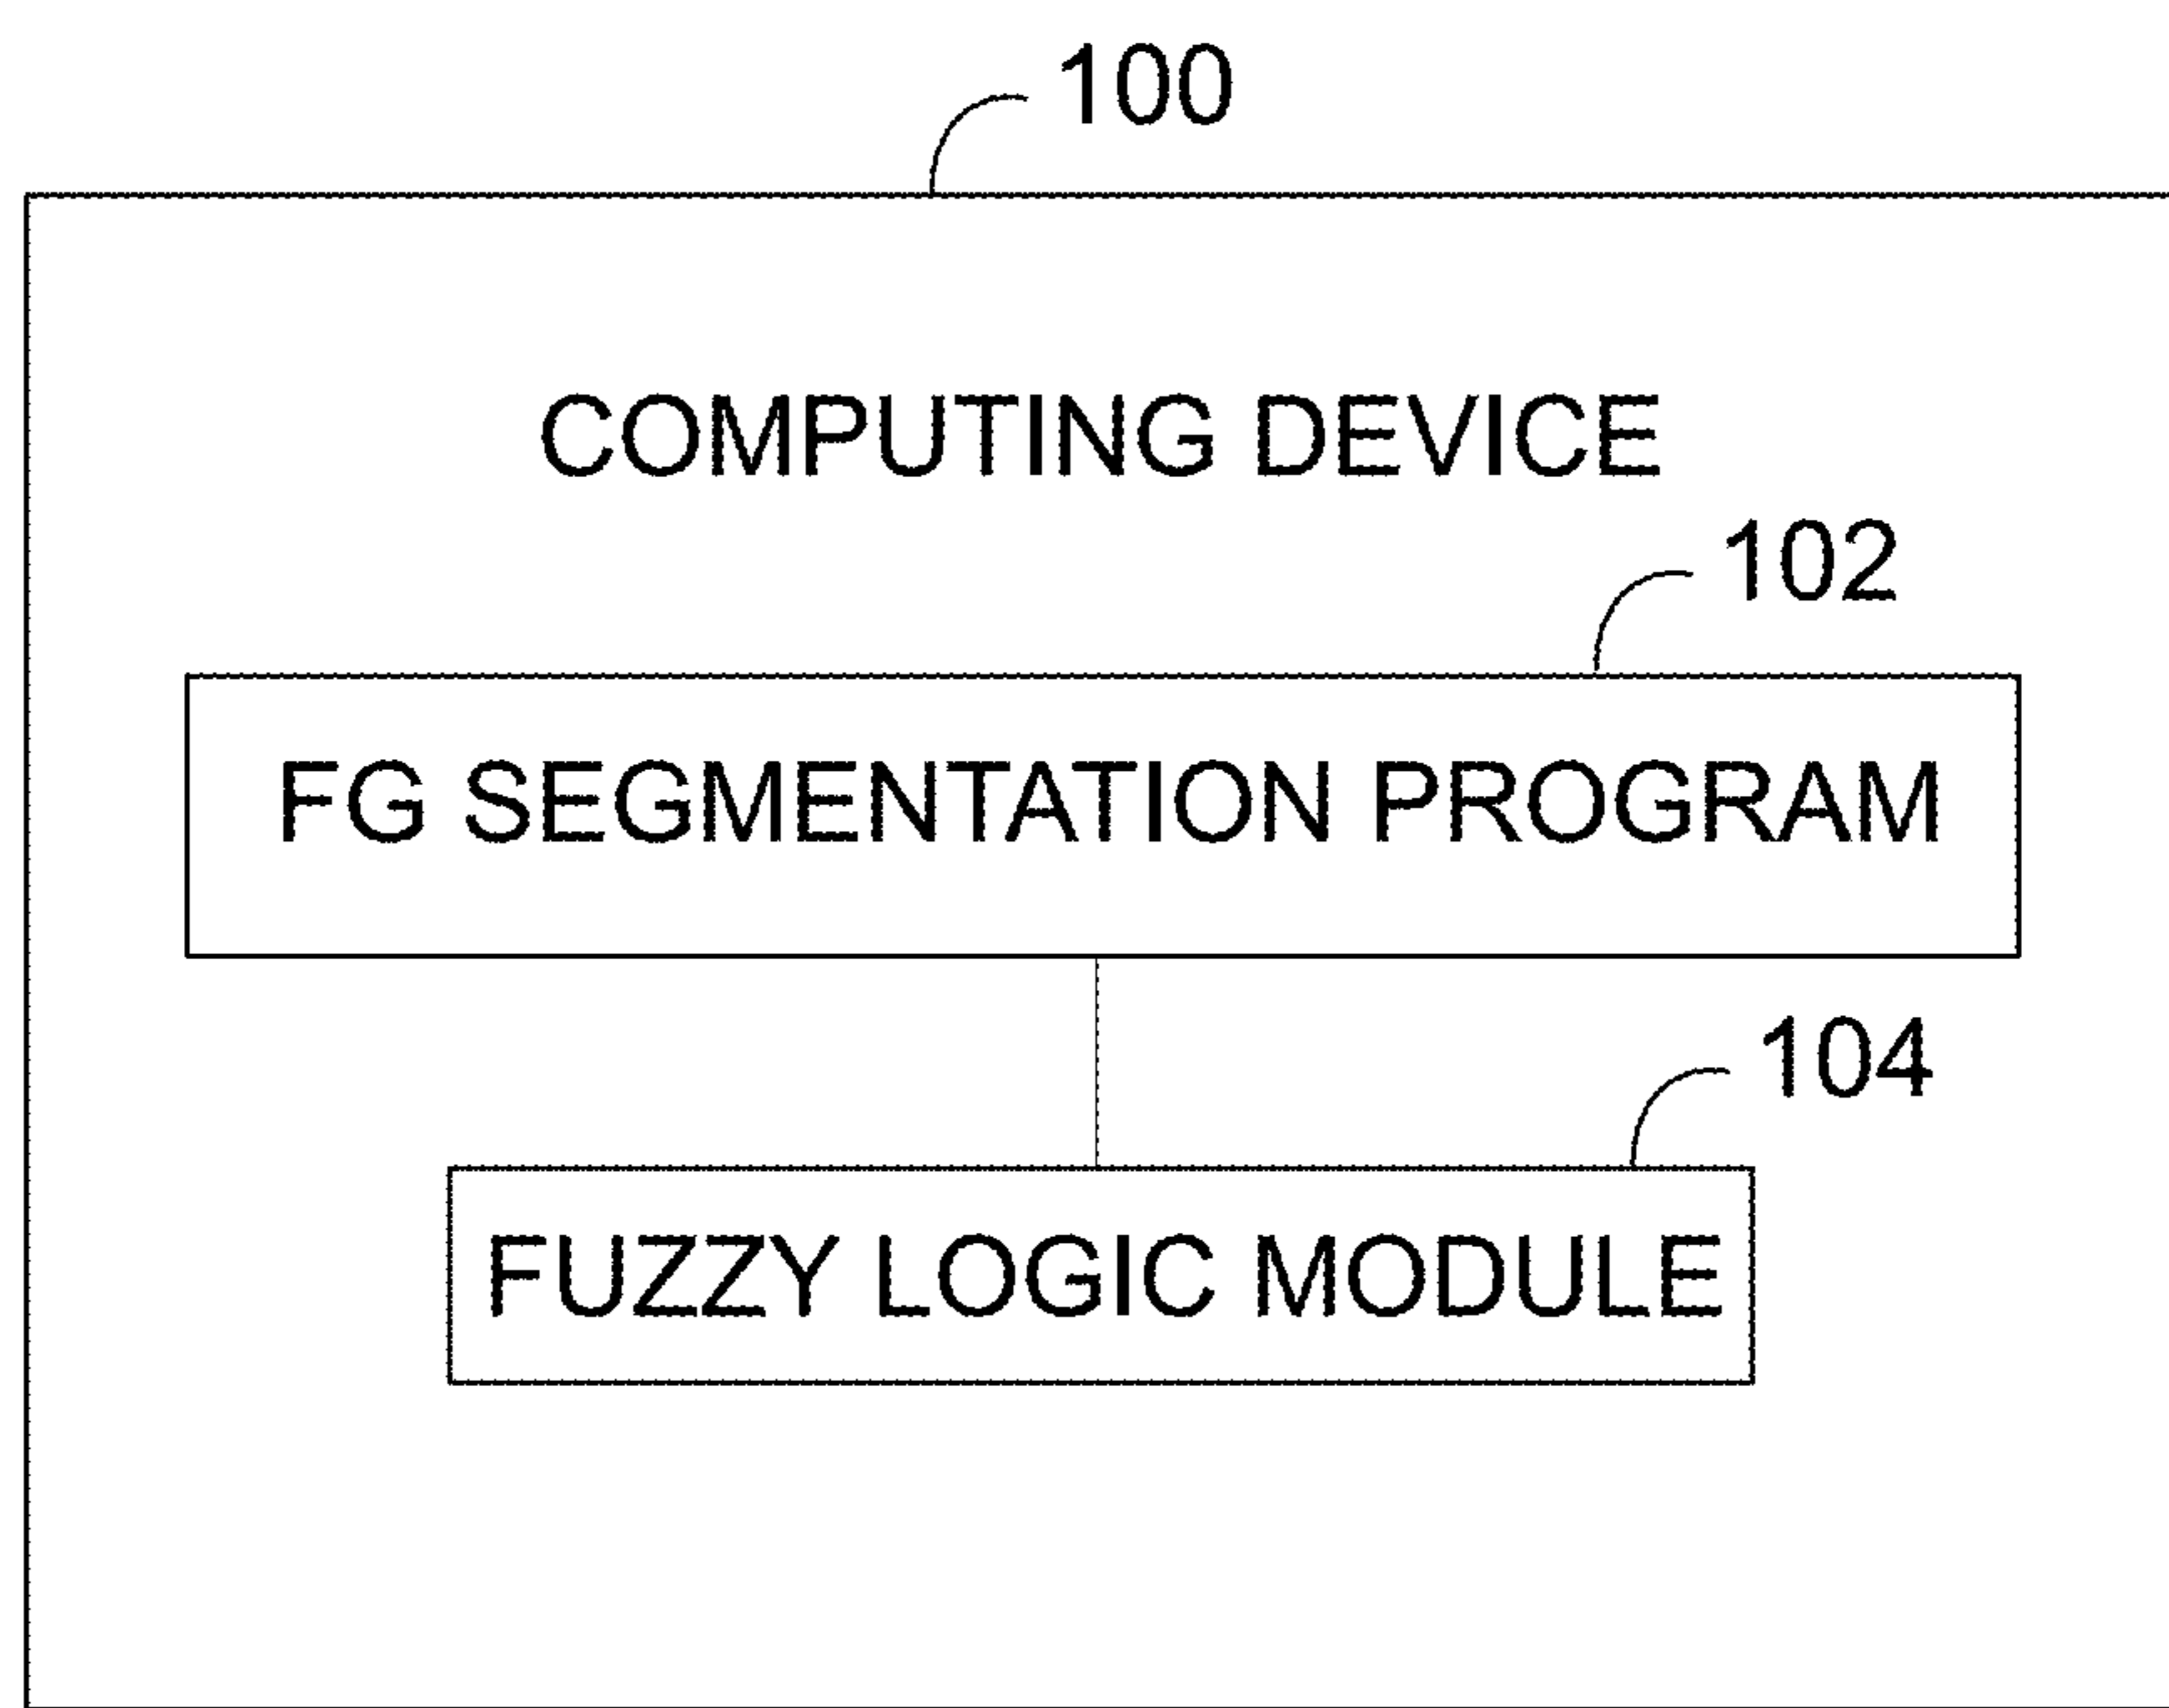 100
COMPUTING DEVICE
102
FG SEGMENTATION PROGRAM
104
FUZZY LOGIC MODULE